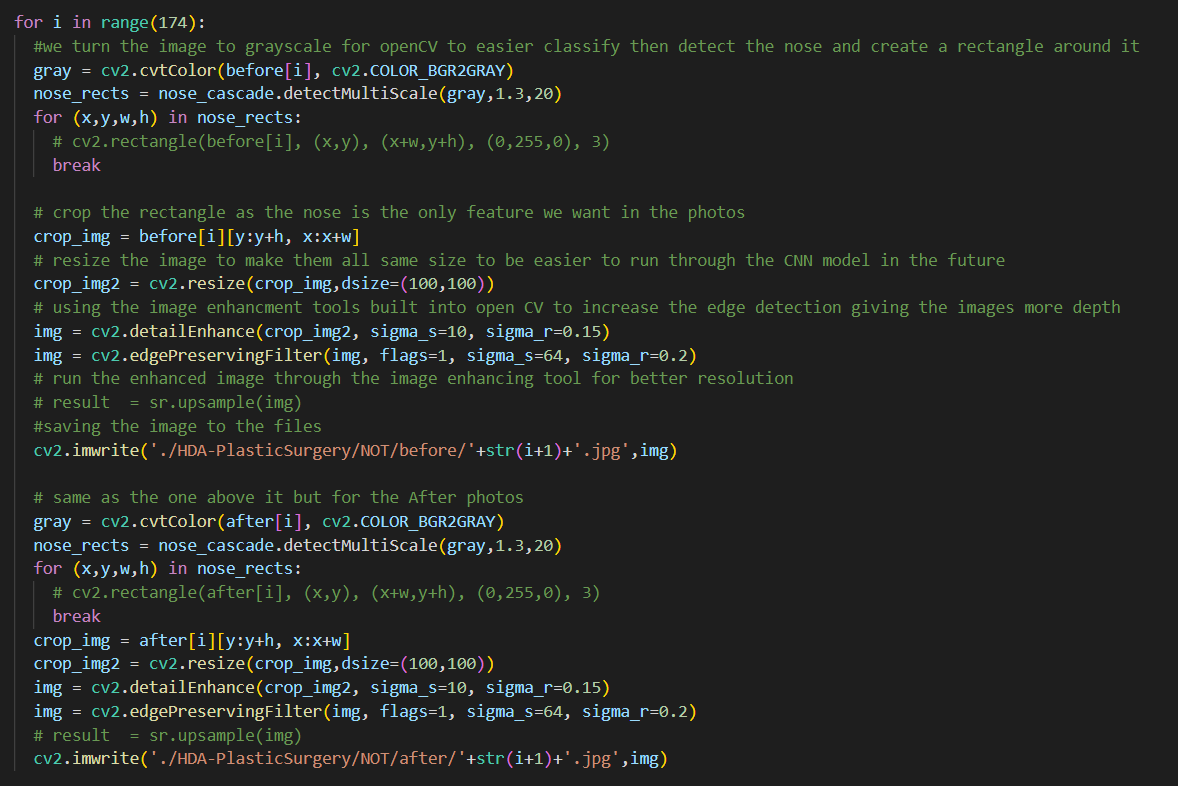 for i in range(174):
#we turn the image to grayscale for openCV to easier classify then detect the nose and create a rectangle around it
gray = cv2.cvtColor(before[i], cv2.COLOR_BGR2GRAY)
nose_rects = nose_cascade.detectMultiScale(gray,1.3,20)
for (x,y,w,h) in nose_rects:
# cv2.rectangle(before[i], (x,y), (x+w,y+h), (0,255,0), 3)
break
# crop the rectangle as the nose is the only feature we want in the photos
crop_img = before[i][y:y+h, x:x+w]
# resize the image to make them all same size to be easier to run through the CNN model in the future
crop_img2 = cv2.resize(crop_img,dsize=(100,100))
# using the image enhancment tools built into open CV to increase the edge detection giving the images more depth
img = cv2.detailEnhance(crop_img2, sigma_s=10, sigma_r=0.15)
img = cv2.edgePreservingFilter(img, flags=1, sigma_s=64, sigma_r=0.2)
# run the enhanced image through the image enhancing tool for better resolution
# result  = sr.upsample(img)
#saving the image to the files
cv2.imwrite('./HDA-PlasticSurgery/NOT/before/'+str(i+1)+'.jpg',img)
# same as the one above it but for the After photos
gray = cv2.cvtColor(after[i], cv2.COLOR_BGR2GRAY)
nose_rects = nose_cascade.detectMultiScale(gray,1.3,20)
for (x,y,w,h) in nose_rects:
# cv2.rectangle(after[i], (x,y), (x+w,y+h), (0,255,0), 3)
break
crop_img = after[i][y:y+h, x:x+w]
crop_img2 = cv2.resize(crop_img,dsize=(100,100))
img = cv2.detailEnhance(crop_img2, sigma_s=10, sigma_r=0.15)
img = cv2.edgePreservingFilter(img, flags=1, sigma_s=64, sigma_r=0.2)
# result  = sr.upsample(img)
cv2.imwrite('./HDA-PlasticSurgery/NOT/after/'+str(i+1)+'.jpg',img)